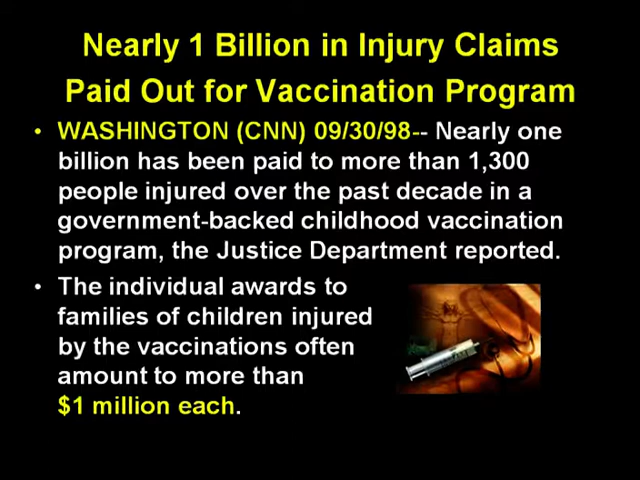 Nearly 1 Billion in Injury Claims
Paid Out for Vaccination Program
• WASHINGTON (CNN) 09/30/98-- Nearly one
billion has been paid to more than 1,300
people injured over the past decade in a
government-backed childhood vaccination
program, the Justice Department reported.
• The individual awards to
families of children injured
by the vaccinations often
amount to more than
$1 million each.